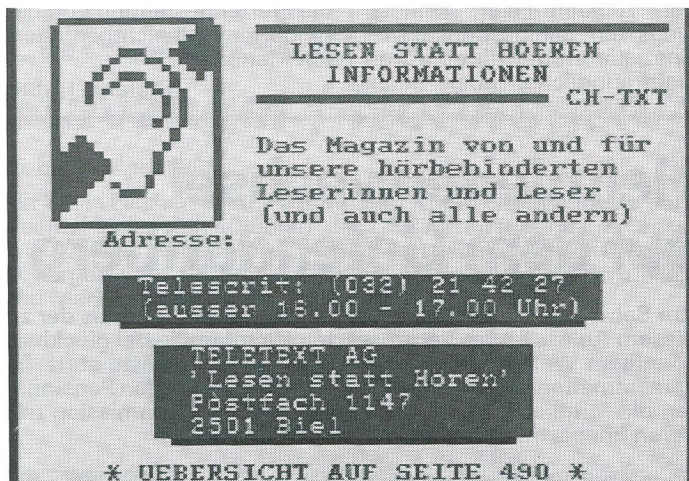 LESEN STATT HOEREN
INFORMATIONEN
CH-TXT
Das Magazin von und für
unsere hörbehinderten
Leserinnen und Leser
(und auch alle andern)
Adresse:
Telescrit: (032) 21 42 27
(ausser 16.00 - 17.00 Uhr)
TELETEXT AG
'Lesen statt Hören'
Postfach 1147
2501 Biel
* UEBERSICHT AUF SEITE 490 *